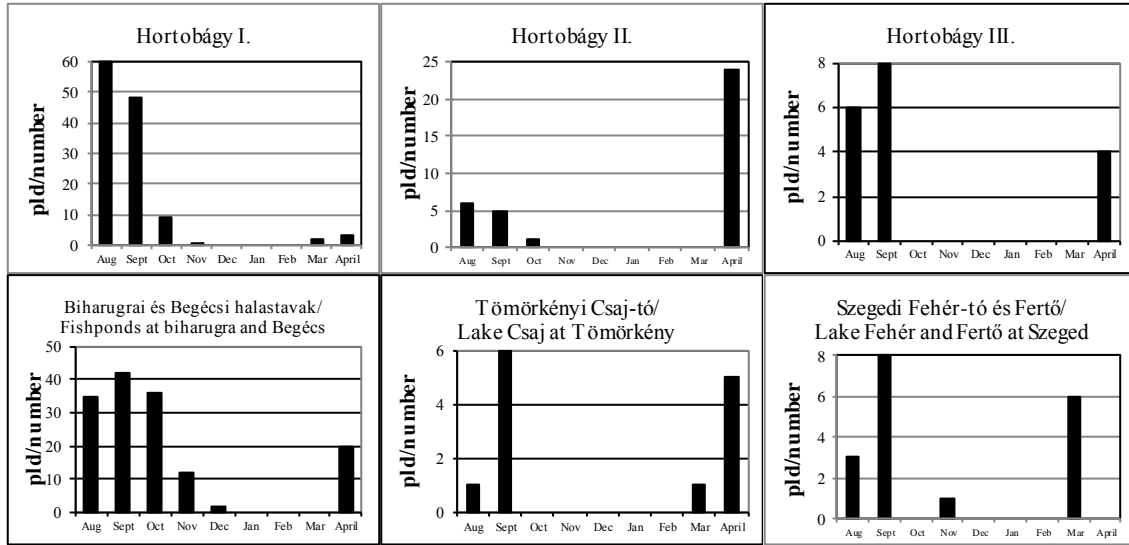 Hortobágy I.
pld/number
60
50
40
30
20
10
0
Aug Sept Oct Nov Dec Jan Feb Mar April
Hortobágy II.
pld/number
25
20
15
10
5
0
Aug Sept Oct Nov Dec Jan Feb Mar April
Hortobágy III.
pld/number
8
6
4
2
0
Aug Sept Oct Nov Dec Jan Feb Mar April
Biharugrai és Begécsi halastavak/
Fishponds at biharugra and Begécs
pld/number
50
40
30
20
10
0
Aug Sept Oct Nov Dec Jan Feb Mar April
Tömörkényi Csaj-tó/
Lake Csaj at Tömörkény
pld/number
6
4
2
0
Aug Sept Oct Nov Dec Jan Feb Mar April
Szegedi Fehér-tó és Fertő/
Lake Fehér and Fertő at Szeged
pld/number
8
6
4
2
0
Aug Sept Oct Nov Dec Jan Feb Mar April